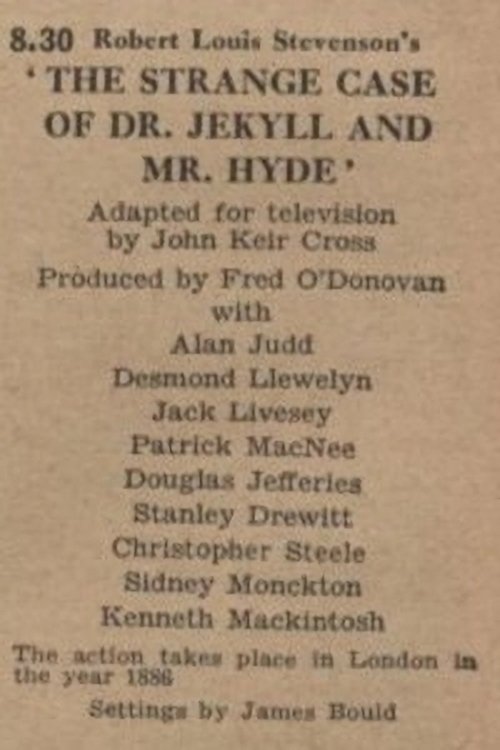 8.30 Robert Louis Stevenson's
'THE STRANGE CASE
OF DR. JEKYLL AND
MR. HYDE'
Adapted for television
by John Keir Cross
Produced by Fred O'Donovan
with
Alan Judd
Desmond Llewelyn
Jack Livesey
Patrick MacNee
Douglas Jefferies
Stanley Drewitt
Christopher Steele
Sidney Monckton
Kenneth Mackintosh
The action takes place in London in
the year 1886
Settings by James Bould